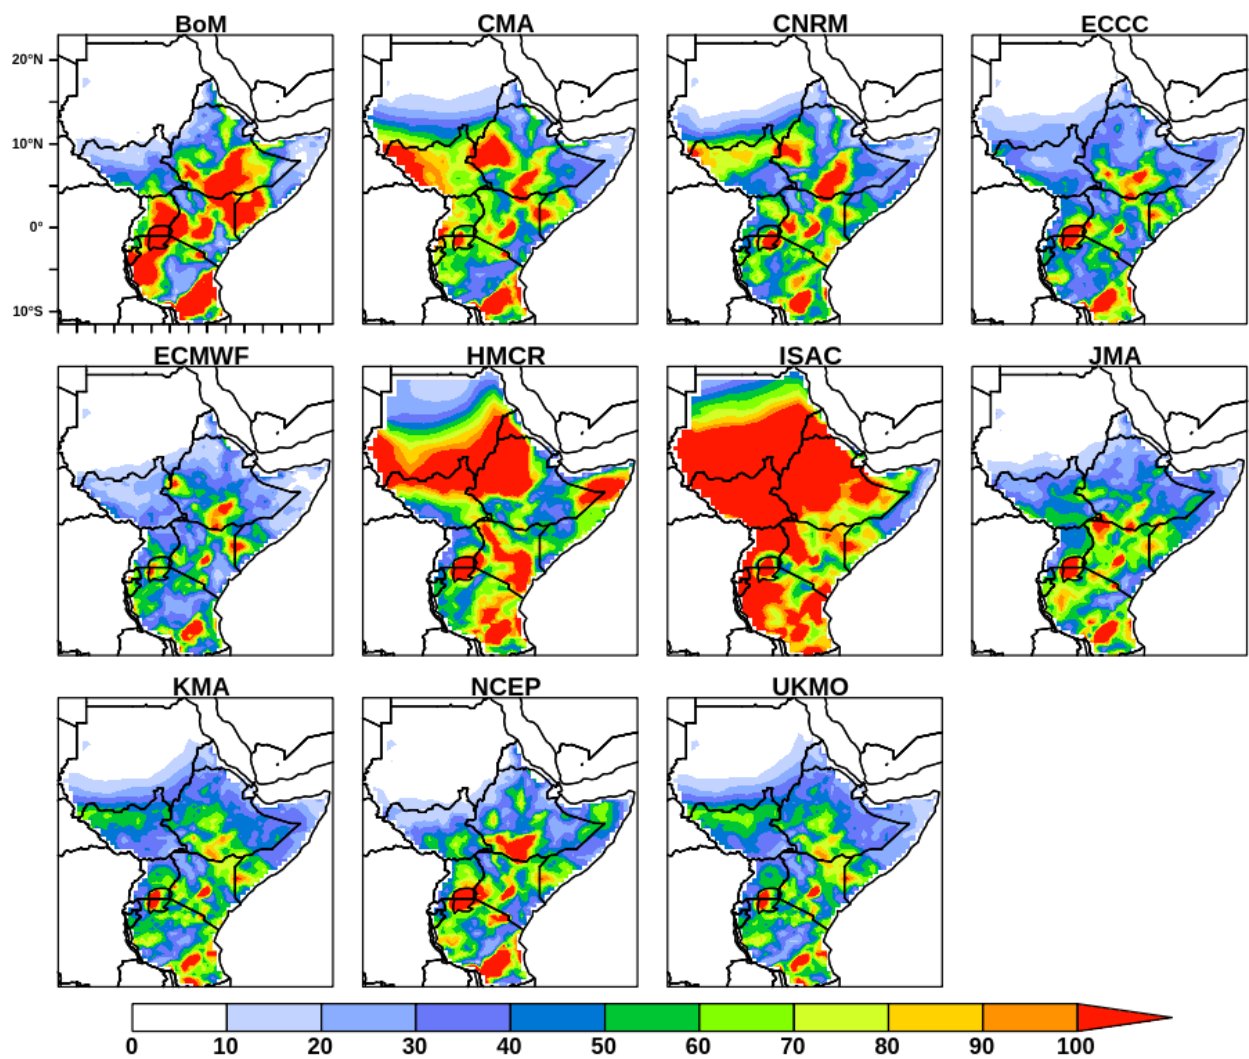 BoM CMA CNRM ECCC
20°N
10°N
0°
10°S
ECMWF HMCR ISAC JMA
KMA NCEP UKMO
0 10 20 30 40 50 60 70 80 90 100